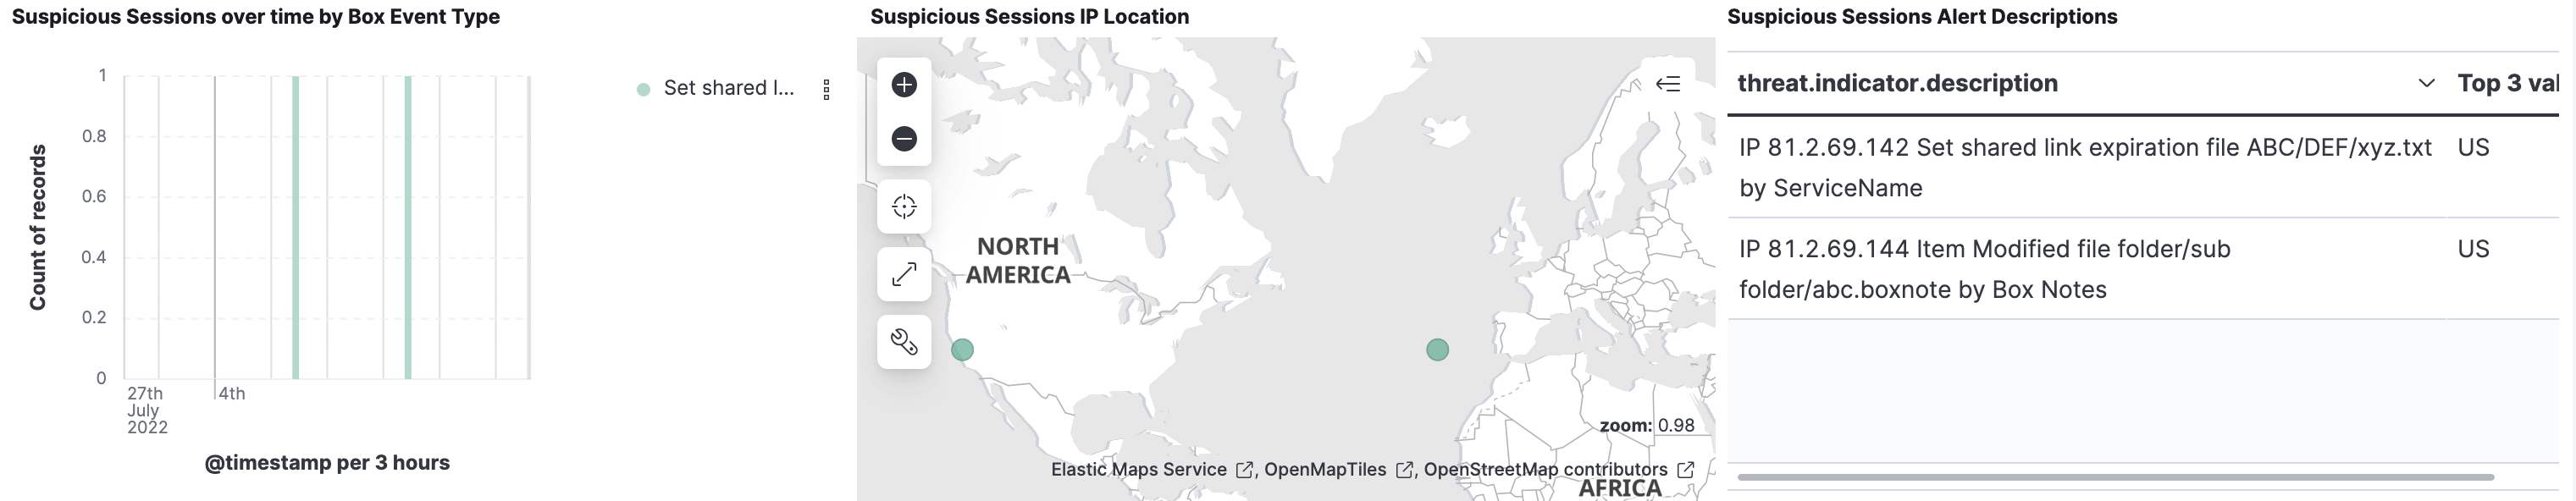 Suspicious Sessions over time by Box Event Type
1
0.8
0.6
0.4
0.2
0
Count of records
27th
July
2022
4th
@timestamp per 3 hours
Set shared l...
Suspicious Sessions IP Location
NORTH
AMERICA
zoom: 0.98
Elastic Maps Service , OpenMapTiles , OpenStreetMap contributors
AFRICA
Suspicious Sessions Alert Descriptions
threat.indicator.description Top 3 val
IP 81.2.69.142 Set shared link expiration file ABC/DEF/xyz.txt US
by ServiceName
IP 81.2.69.144 Item Modified file folder/sub US
folder/abc.boxnote by Box Notes